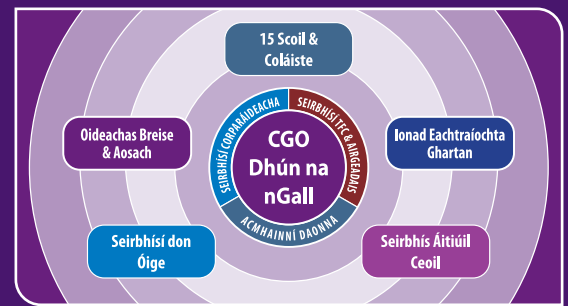 15 Scoil &
Coláiste
Oideachas Breise
& Aosach
SEIRBHÍSÍ CORPARÁIDEACHA
SEIRBHÍSÍ TFC & AIRGEADAIS
CGO
Dhún na
nGall
ACMHAINNÍ DAONNA
Ionad Eachtraíochta
Ghartan
Seirbhísí don
Óige
Seirbhís Áitiúil
Ceoil